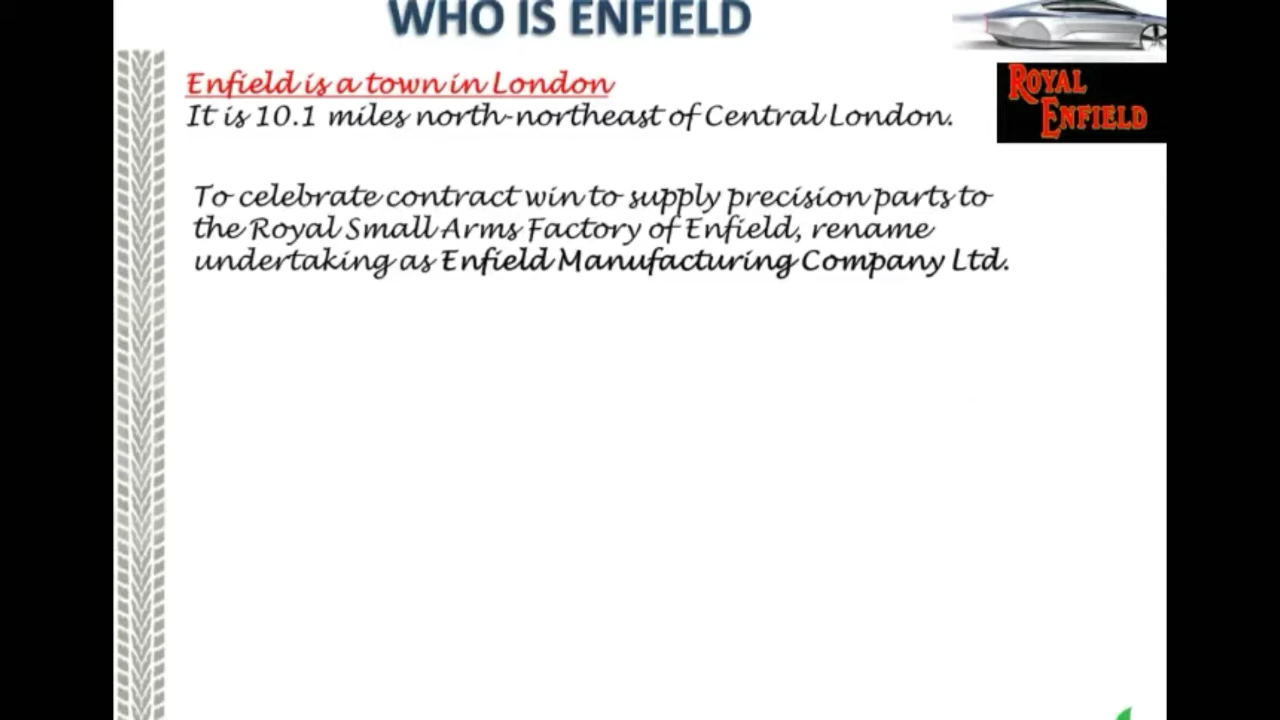 WHO IS ENFIELD
Enfield is a town in London
It is 10.1 miles north-northeast of Central London.
ROYAL
ENFIELD
To celebrate contract win to supply precision parts to
the Royal Small Arms Factory of Enfield, rename
undertaking as Enfield Manufacturing Company Ltd.